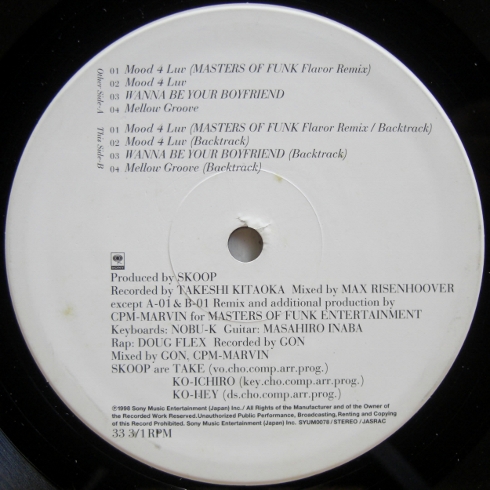 Other Side-A
01 Mood 4 Luv (MASTERS OF FUNK Flavor Remix)
02 Mood 4 Luv
03 WANNA BE YOUR BOYFRIEND
04 Mellow Groove
This Side-B
01 Mood 4 Luv (MASTERS OF FUNK Flavor Remix / Backtrack)
02 Mood 4 Luv (Backtrack)
03 WANNA BE YOUR BOYFRIEND (Backtrack)
04 Mellow Groove (Backtrack)
Produced by SKOOP
Recorded by TAKESHI KITAOKA Mixed by MAX RISENHOOVER
except A-01 & B-01 Remix and additional production by
CPM-MARVIN for MASTERS OF FUNK ENTERTAINMENT
Keyboards: NOBU-K Guitar: MASAHIRO INABA
Rap: DOUG FLEX Recorded by GON
Mixed by GON, CPM-MARVIN
SKOOP are TAKE (vo.cho.comp.arr.prog.)
KO-ICHIRO (key.cho.comp.arr.prog.)
KO-HEY (ds.cho.comp.arr.prog.)
℗1998 Sony Music Entertainment (Japan) Inc. / All Rights of the Manufacturer and of the Owner of
the Recorded Work Reserved.Unauthorized Public Performance, Broadcasting, Renting and Copying
of this Record Prohibited. Sony Music Entertainment (Japan) Inc. SYUM0078 / STEREO / JASRAC
33 3/1 RPM